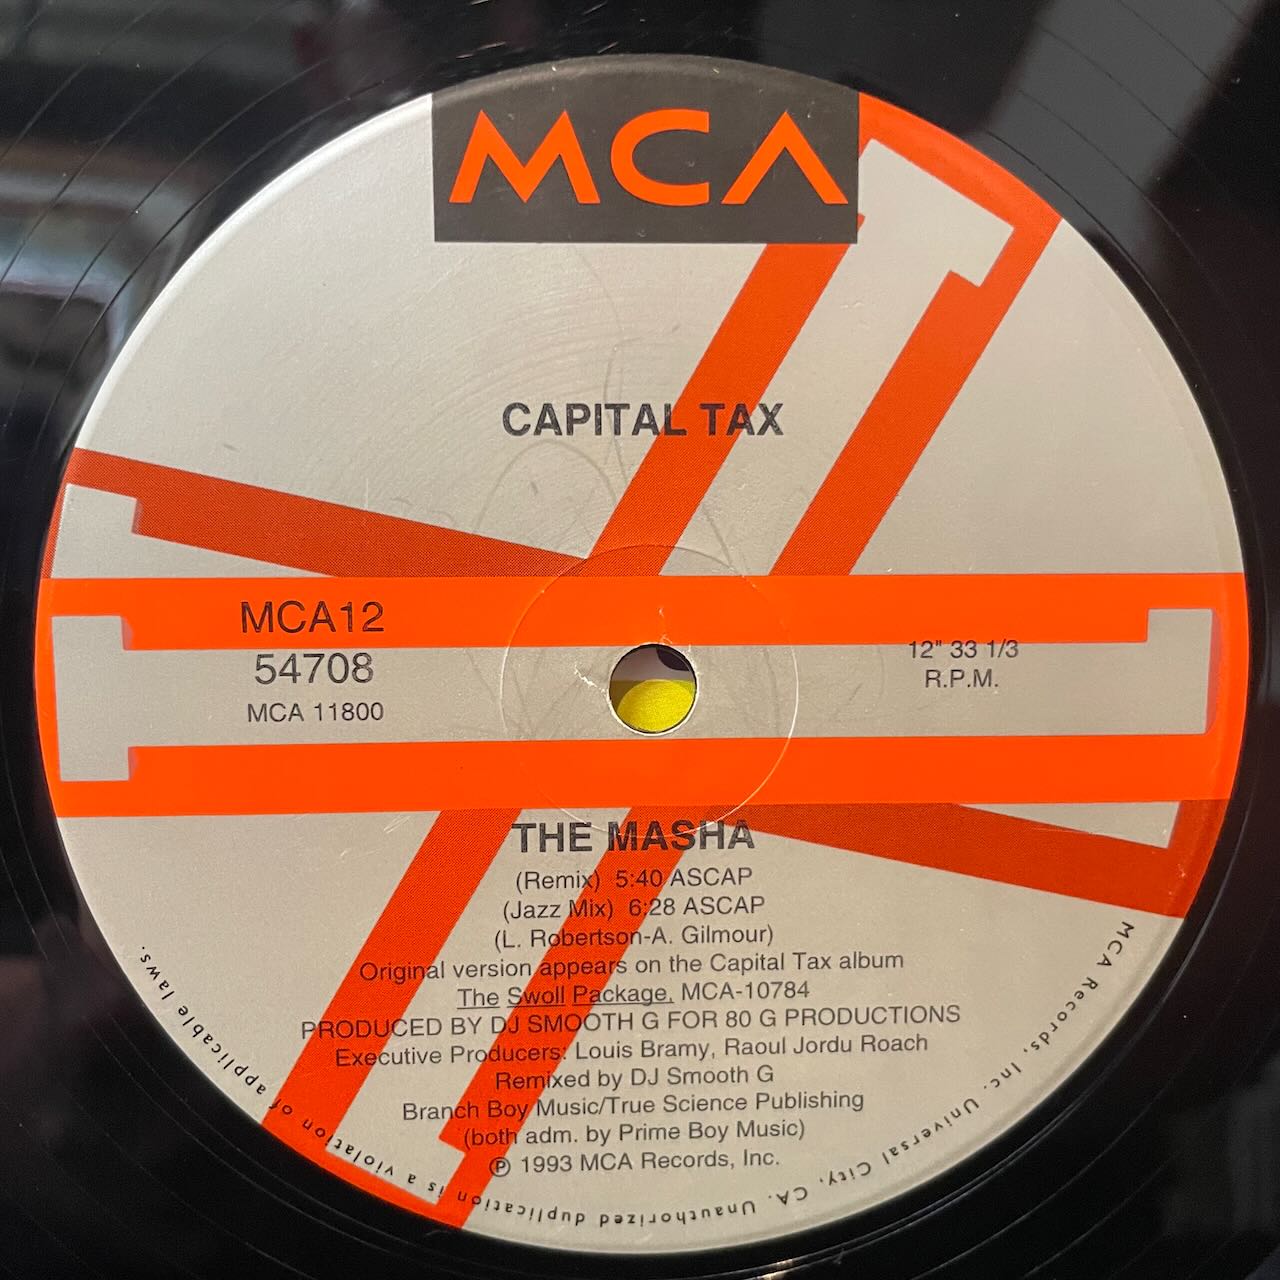 MCA
CAPITAL TAX
MCA12
54708
MCA 11800
12" 33 1/3
R.P.M.
THE MASHA
(Remix) 5:40 ASCAP
(Jazz Mix) 6:28 ASCAP
(L. Robertson-A. Gilmour)
Original version appears on the Capital Tax album
The Swoll Package, MCA-10784
PRODUCED BY DJ SMOOTH G FOR 80 G PRODUCTIONS
Executive Producers: Louis Bramy, Raoul Jordu Roach
Remixed by DJ Smooth G
Branch Boy Music/True Science Publishing
(both adm. by Prime Boy Music)
℗ 1993 MCA Records, Inc.
MCA Records, Inc. Universal City, CA. Unauthorized duplication is a violation of applicable laws.